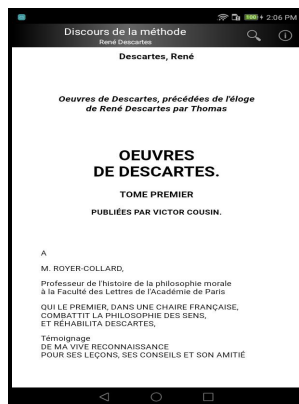 100 + 2:06 PM
Discours de la méthode
René Descartes
Descartes, René
Oeuvres de Descartes, précédées de l'éloge
de René Descartes par Thomas
OEUVRES
DE DESCARTES.
TOME PREMIER
PUBLIÉES PAR VICTOR COUSIN.
A
M. ROYER-COLLARD,
Professeur de l'histoire de la philosophie morale
à la Faculté des Lettres de l'Académie de Paris
QUI LE PREMIER, DANS UNE CHAIRE FRANÇAISE,
COMBATTIT LA PHILOSOPHIE DES SENS,
ET RÉHABILITA DESCARTES,
Témoignage
DE MA VIVE RECONNAISSANCE
POUR SES LEÇONS, SES CONSEILS ET SON AMITIÉ